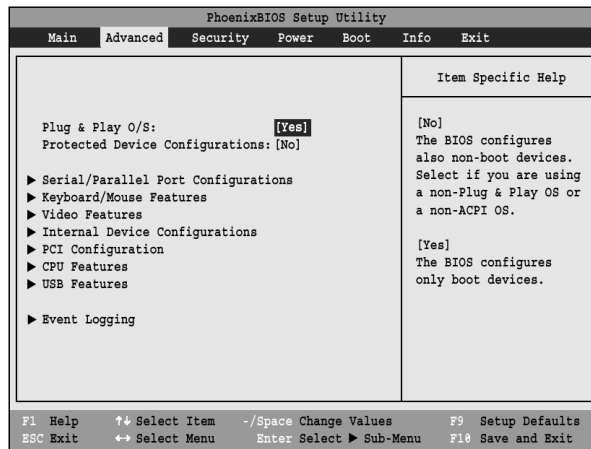 PhoenixBIOS Setup Utility
Main Advanced Security Power Boot Info Exit
Plug & Play O/S: [Yes]
Protected Device Configurations: [No]
▶ Serial/Parallel Port Configurations
▶ Keyboard/Mouse Features
▶ Video Features
▶ Internal Device Configurations
▶ PCI Configuration
▶ CPU Features
▶ USB Features
▶ Event Logging
Item Specific Help
[No]
The BIOS configures
also non-boot devices.
Select if you are using
a non-Plug & Play OS or
a non-ACPI OS.
[Yes]
The BIOS configures
only boot devices.
F1 Help ↑↓ Select Item -/Space Change Values F9 Setup Defaults
ESC Exit ↔ Select Menu Enter Select ▶ Sub-Menu F10 Save and Exit